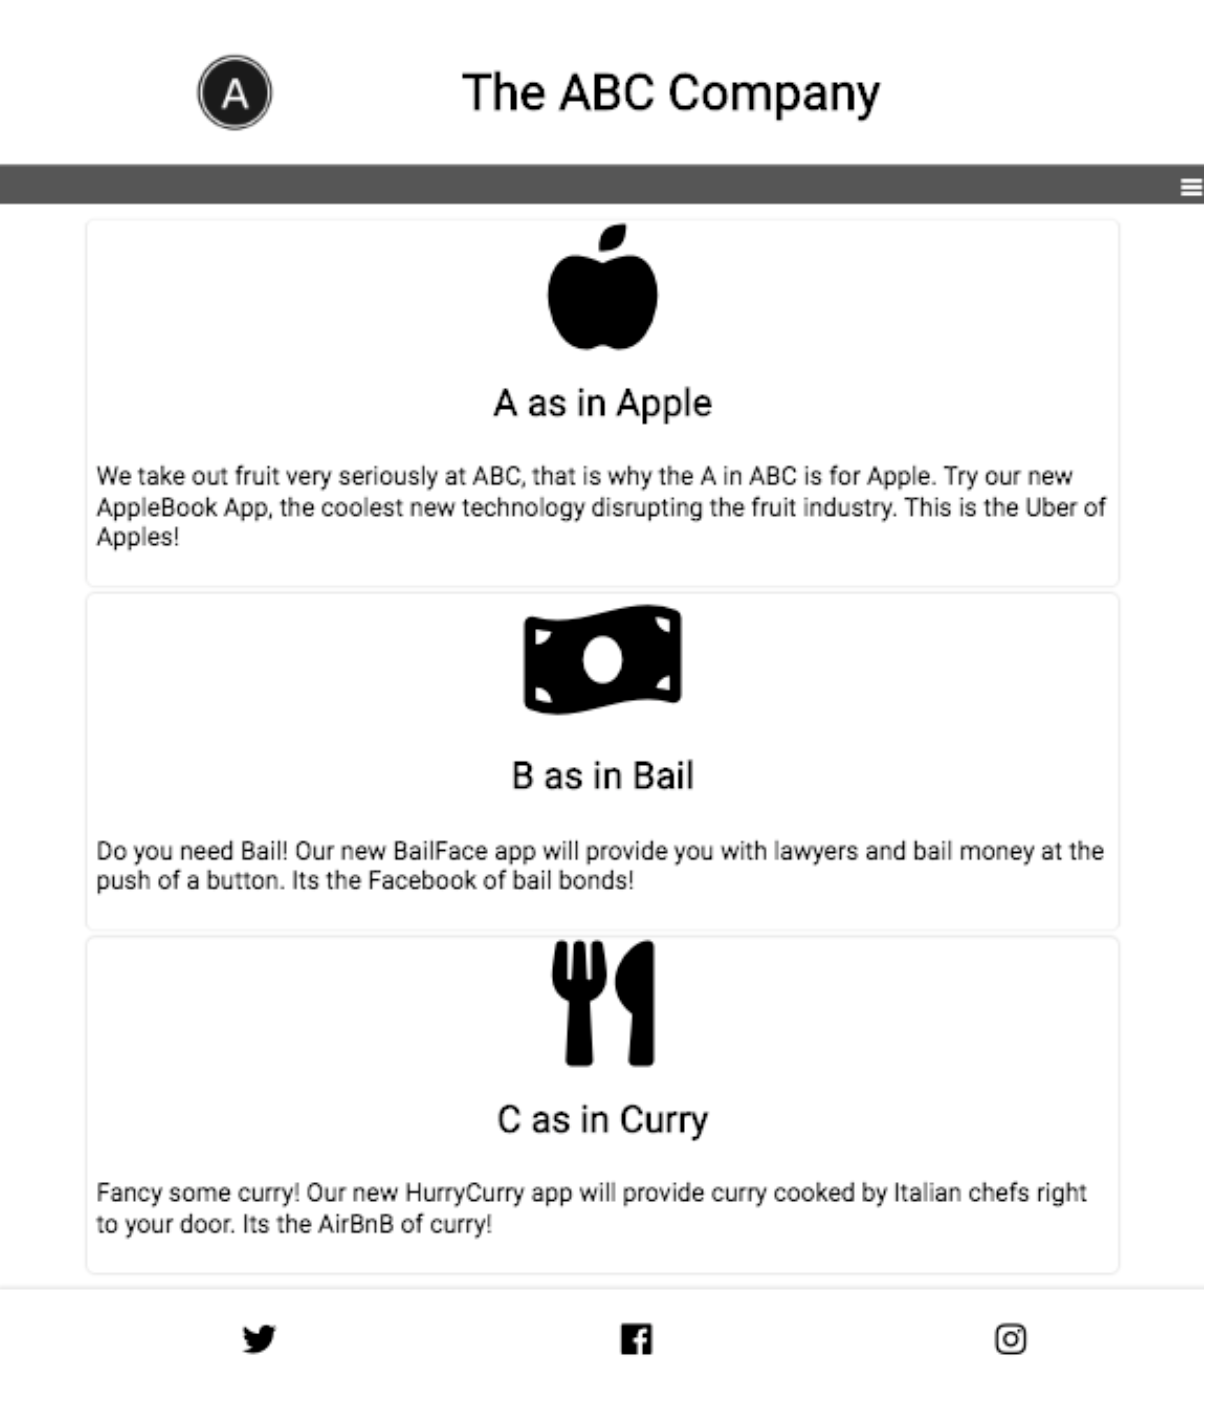 A
The ABC Company
A as in Apple
We take out fruit very seriously at ABC, that is why the A in ABC is for Apple. Try our new
AppleBook App, the coolest new technology disrupting the fruit industry. This is the Uber of
Apples!
B as in Bail
Do you need Bail! Our new BailFace app will provide you with lawyers and bail money at the
push of a button. Its the Facebook of bail bonds!
C as in Curry
Fancy some curry! Our new HurryCurry app will provide curry cooked by Italian chefs right
to your door. Its the AirBnB of curry!